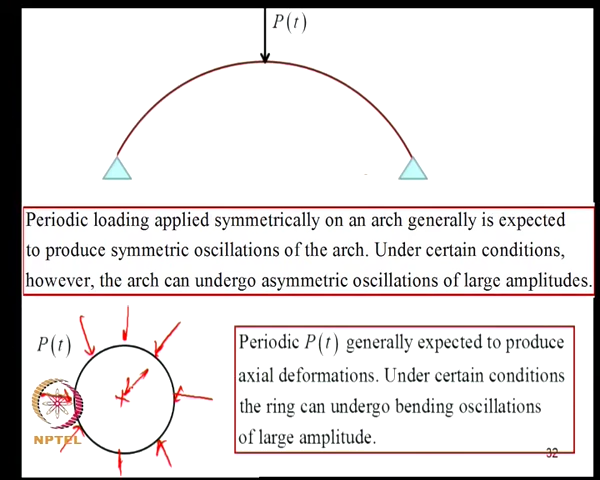 P(t)
Periodic loading applied symmetrically on an arch generally is expected
to produce symmetric oscillations of the arch. Under certain conditions,
however, the arch can undergo asymmetric oscillations of large amplitudes.
P(t)
NPTEL
Periodic P(t) generally expected to produce
axial deformations. Under certain conditions
the ring can undergo bending oscillations
of large amplitude.
32